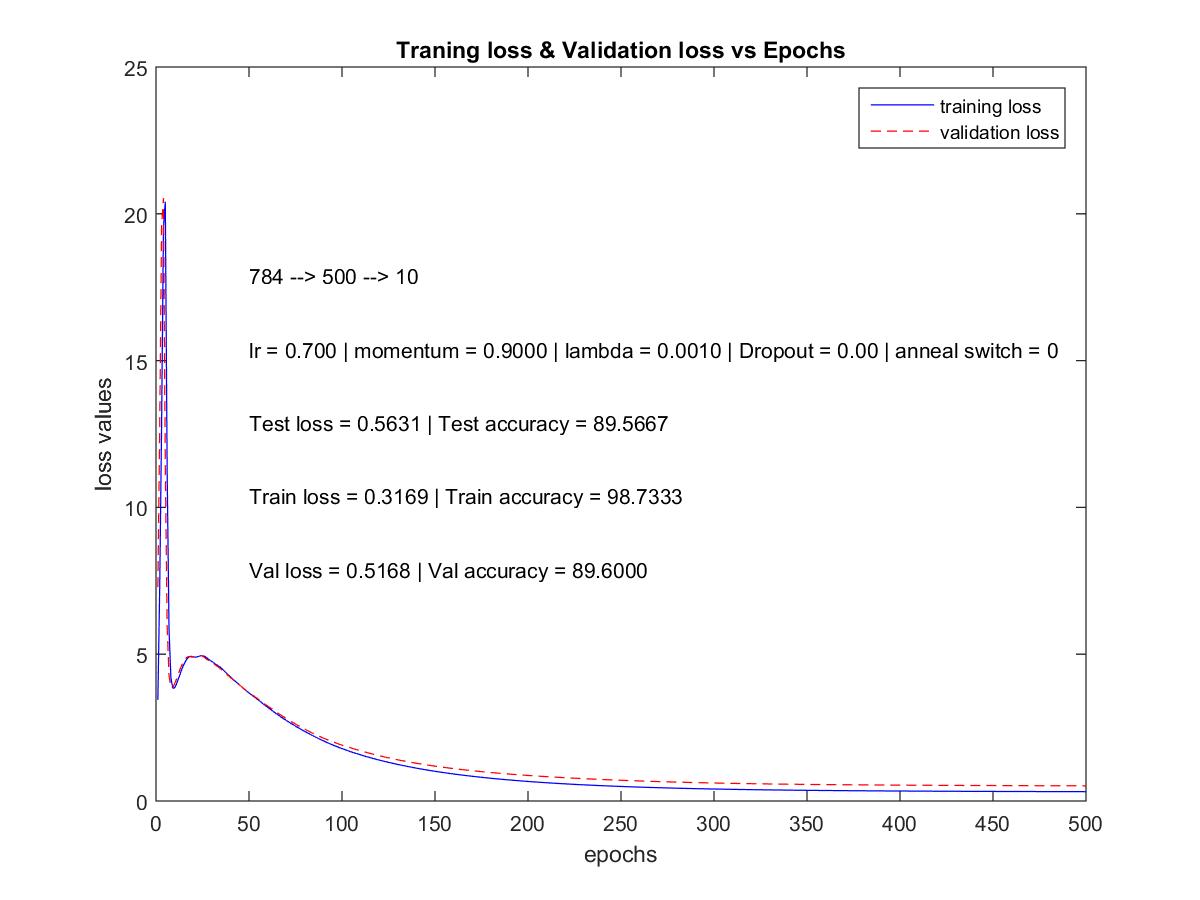 Traning loss & Validation loss vs Epochs
25
training loss
validation loss
20
784 --> 500 --> 10
15
lr = 0.700 | momentum = 0.9000 | lambda = 0.0010 | Dropout = 0.00 | anneal switch = 0
Test loss = 0.5631 | Test accuracy = 89.5667
loss values
10
Train loss = 0.3169 | Train accuracy = 98.7333
Val loss = 0.5168 | Val accuracy = 89.6000
5
0
0 50 100 150 200 250 300 350 400 450 500
epochs